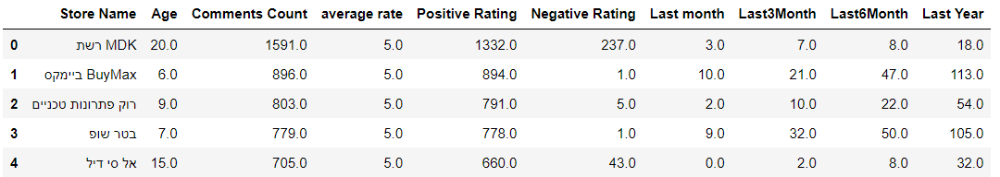 Store Name Age Comments Count average rate Positive Rating Negative Rating Last month Last3Month Last6Month Last Year
0 רשת MDK 20.0 1591.0 5.0 1332.0 237.0 3.0 7.0 8.0 18.0
1 ביימקס BuyMax 6.0 896.0 5.0 894.0 1.0 10.0 21.0 47.0 113.0
2 רוק פתרונות טכניים 9.0 803.0 5.0 791.0 5.0 2.0 10.0 22.0 54.0
3 בטר שופ 7.0 779.0 5.0 778.0 1.0 9.0 32.0 50.0 105.0
4 אל סי דיל 15.0 705.0 5.0 660.0 43.0 0.0 2.0 8.0 32.0